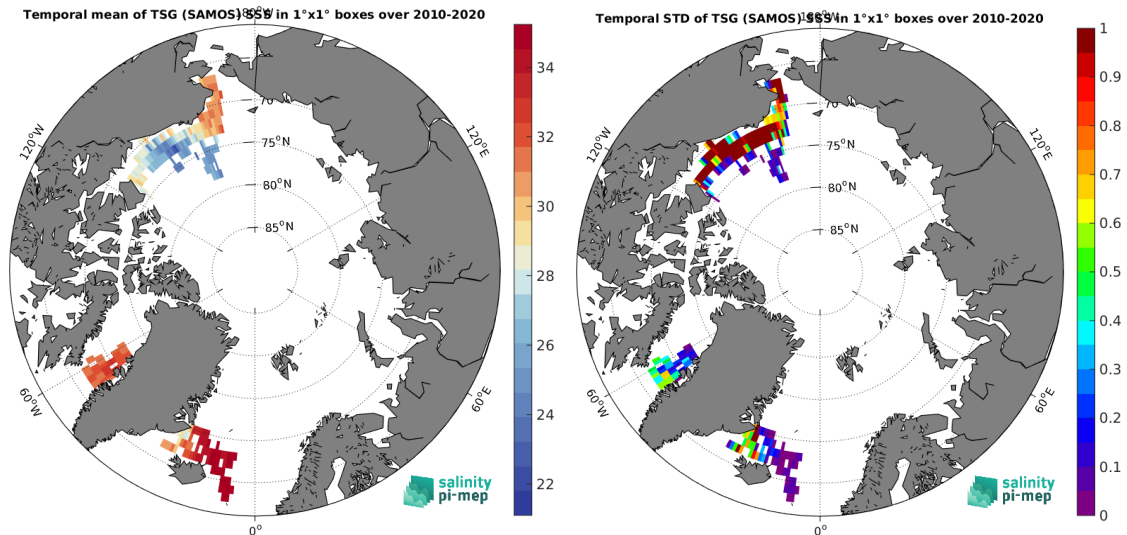 Temporal mean of TSG (SAMOS) SSS in 1°x1° boxes over 2010-2020
180°W
120°W
70
75°N
80°N
85°N
120°E
60°W
60°E
0°
34
32
30
28
26
24
22
salinity
pi-mep
Temporal STD of TSG (SAMOS) SSS in 1°x1° boxes over 2010-2020
120°W
70
75°N
80°N
85°N
120°E
60°W
60°E
0°
1
0.9
0.8
0.7
0.6
0.5
0.4
0.3
0.2
0.1
0
salinity
pi-mep